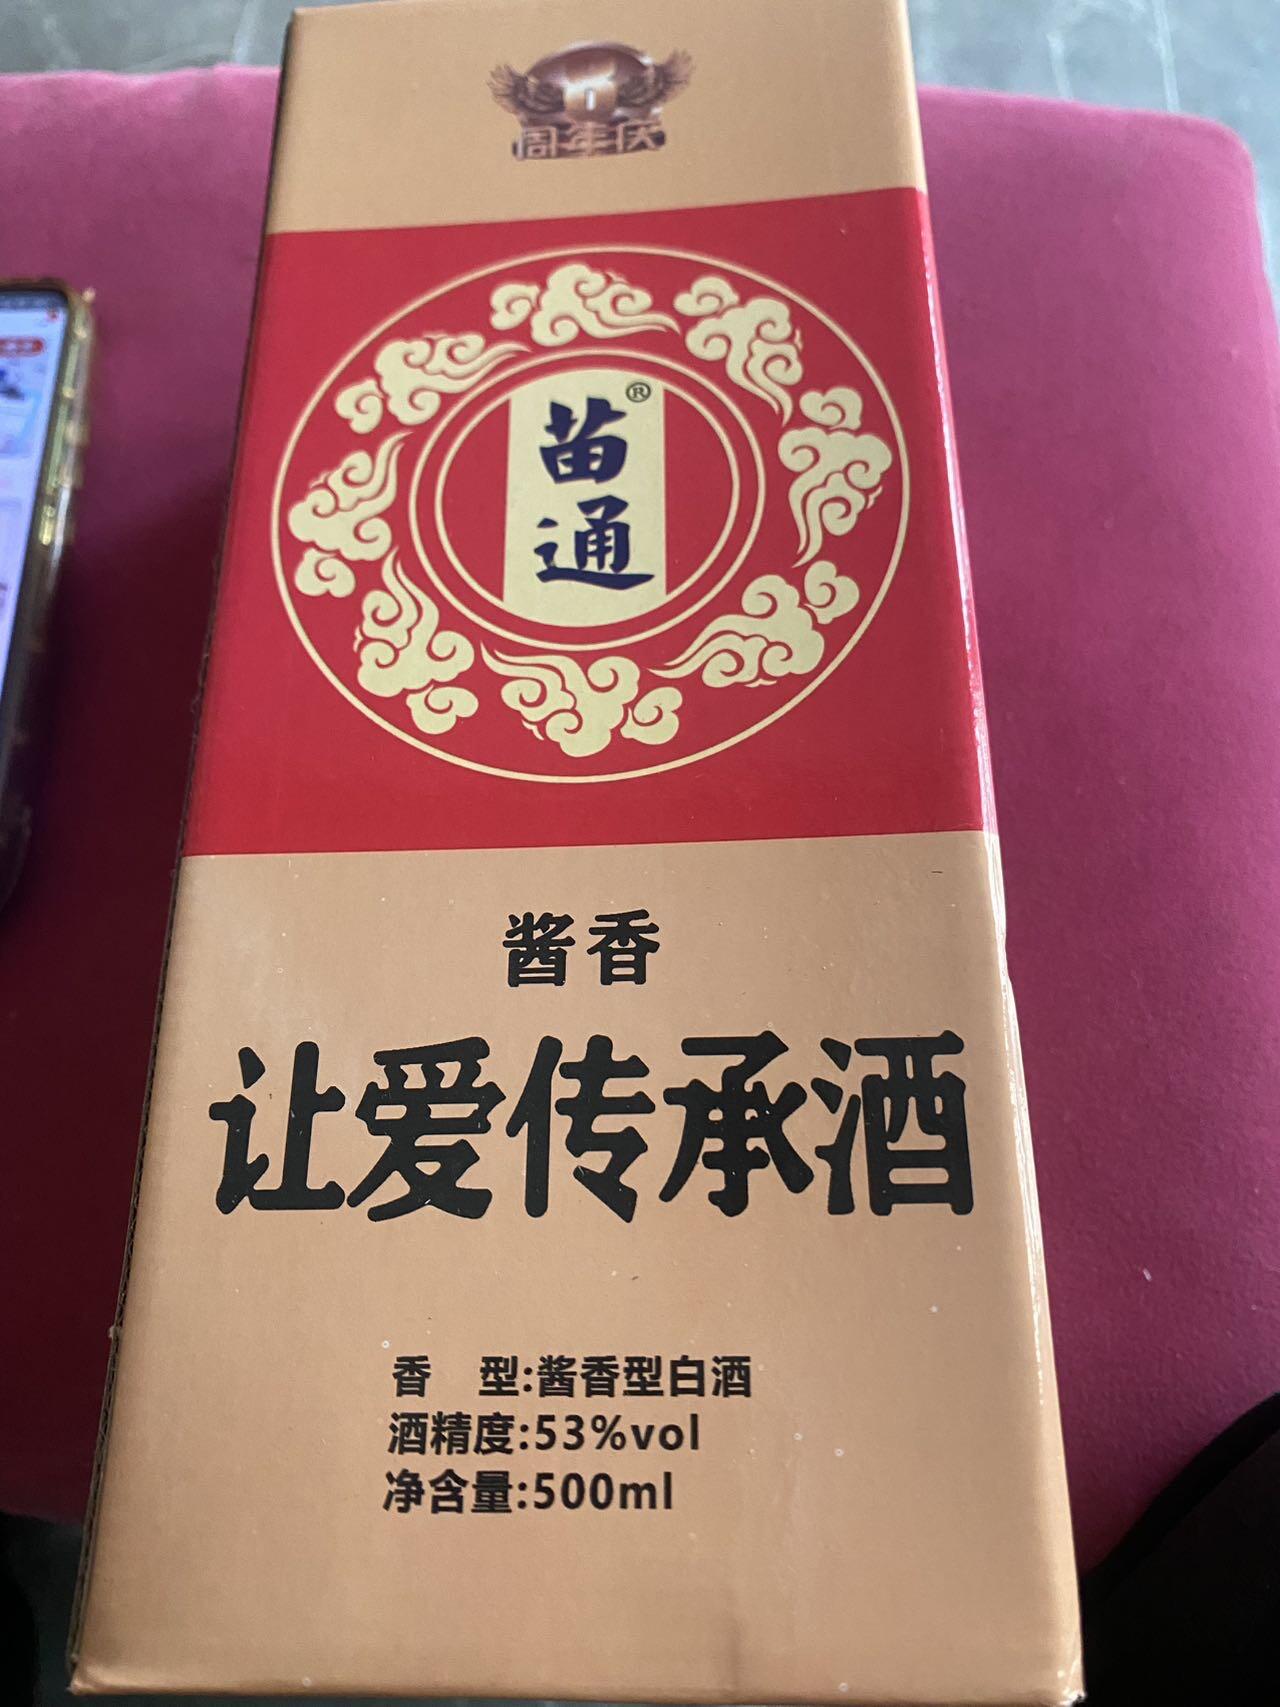 周年庆
苗
通
®
酱香
让爱传承酒
香 型:酱香型白酒
酒精度:53%vol
净含量:500ml